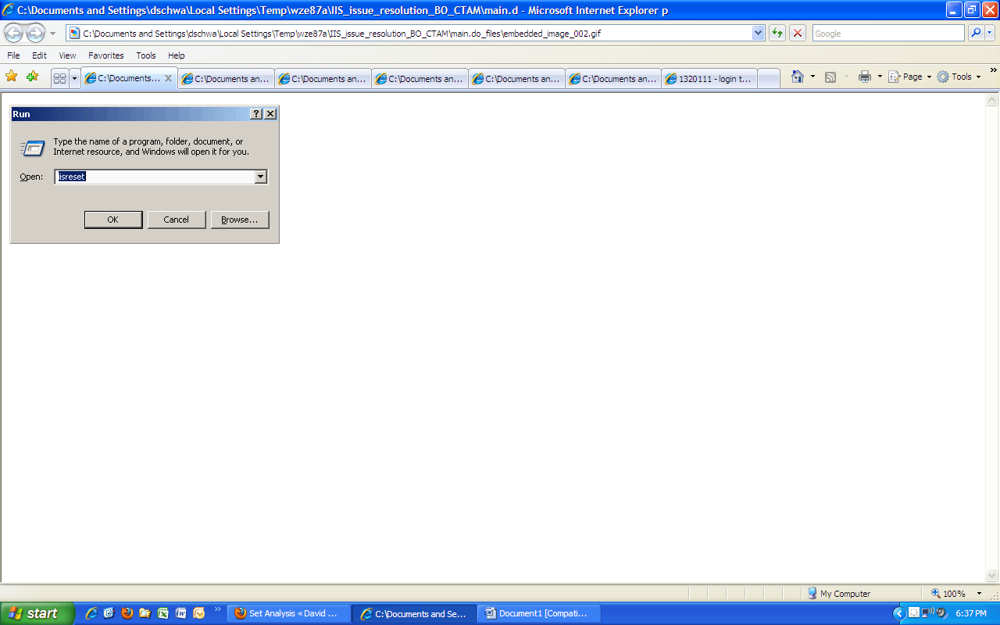 C:\Documents and Settings\dschwa\Local Settings\Temp\wze87a\IIS_issue_resolution_BO_CTAM\main.d - Microsoft Internet Explorer p
C:\Documents and Settings\dschwa\Local Settings\Temp\wze87a\IIS_issue_resolution_BO_CTAM\main.do_files\embedded_image_002.gif
Google
File Edit View Favorites Tools Help
C:\Documents... C:\Documents an... C:\Documents an... C:\Documents an... C:\Documents an... C:\Documents an... 1320111 - login t... Page Tools
Run
Type the name of a program, folder, document, or
Internet resource, and Windows will open it for you.
Open: iisreset
OK Cancel Browse...
My Computer 100%
start Set Analysis « David ... C:\Documents and Se... Document1 [Compati... 6:37 PM